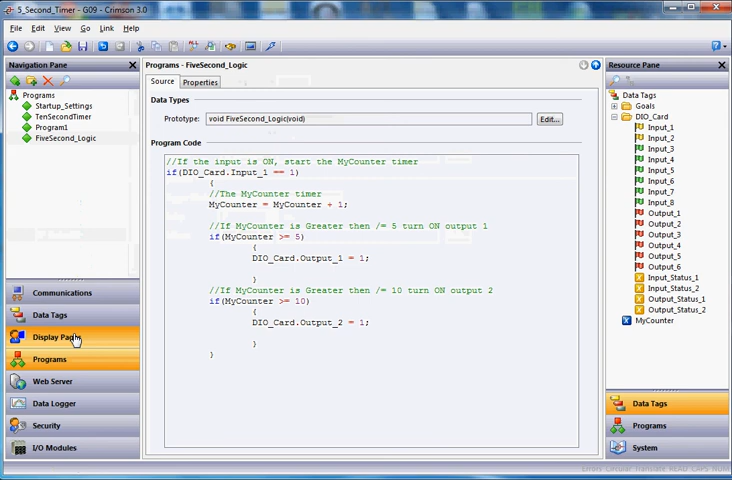 5_Second_Timer - G09 - Crimson 3.0
File Edit View Go Link Help
Navigation Pane
Programs
Startup_Settings
TenSecondTimer
Program1
FiveSecond_Logic
Communications
Data Tags
Display Pages
Programs
Web Server
Data Logger
Security
I/O Modules
Programs - FiveSecond_Logic
Source Properties
Data Types
Prototype: void FiveSecond_Logic(void) Edit...
Program Code
//If the input is ON, start the MyCounter timer
if(DIO_Card.Input_1 == 1)
{
//The MyCounter timer
MyCounter = MyCounter + 1;
//If MyCounter is Greater then /= 5 turn ON output 1
if(MyCounter >= 5)
{
DIO_Card.Output_1 = 1;
}
//If MyCounter is Greater then /= 10 turn ON output 2
if(MyCounter >= 10)
{
DIO_Card.Output_2 = 1;
}
}
Resource Pane
Data Tags
Goals
DIO_Card
Input_1
Input_2
Input_3
Input_4
Input_5
Input_6
Input_7
Input_8
Output_1
Output_2
Output_3
Output_4
Output_5
Output_6
Input_Status_1
Input_Status_2
Output_Status_1
Output_Status_2
MyCounter
Data Tags
Programs
System
Errors Circular Translate READ CAPS NUM